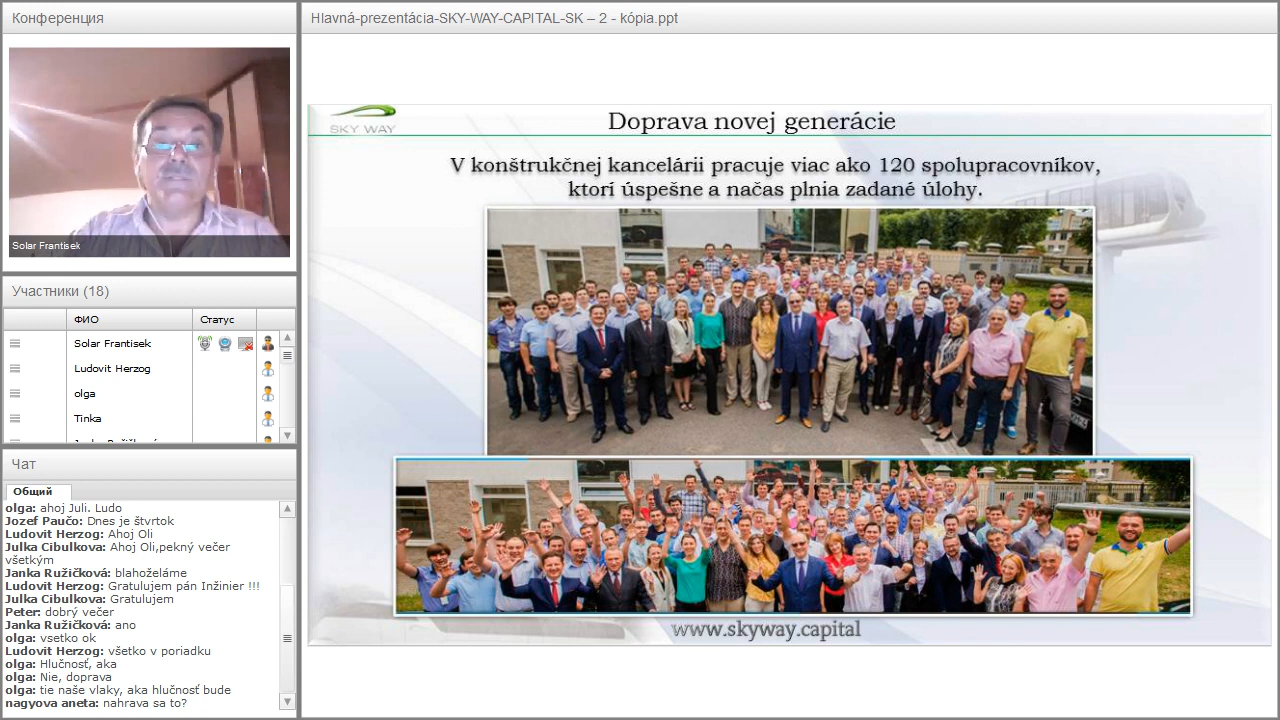 Конференция
Solar Frantisek
Участники (18)
ФИО
Статус
Solar Frantisek
Ludovit Herzog
olga
Tinka
Чат
Общий
olga: ahoj Juli. Ludo
Jozef Paučo: Dnes je štvrtok
Ludovit Herzog: Ahoj Oli
Julka Cibulkova: Ahoj Oli,pekný večer
všetkým
Janka Ružičková: blahoželáme
Ludovit Herzog: Gratulujem pán Inžinier !!!
Julka Cibulkova: Gratulujem
Peter: dobrý večer
Janka Ružičková: ano
olga: vsetko ok
Ludovit Herzog: všetko v poriadku
olga: Hlučnosť, aka
olga: Nie, doprava
olga: tie naše vlaky, aka hlučnosť bude
nagyova aneta: nahrava sa to?
Hlavná-prezentácia-SKY-WAY-CAPITAL-SK – 2 - kópia.ppt
SKY WAY
Doprava novej generácie
V konštrukčnej kancelárii pracuje viac ako 120 spolupracovníkov,
ktorí úspešne a načas plnia zadané úlohy.
www.skyway.capital